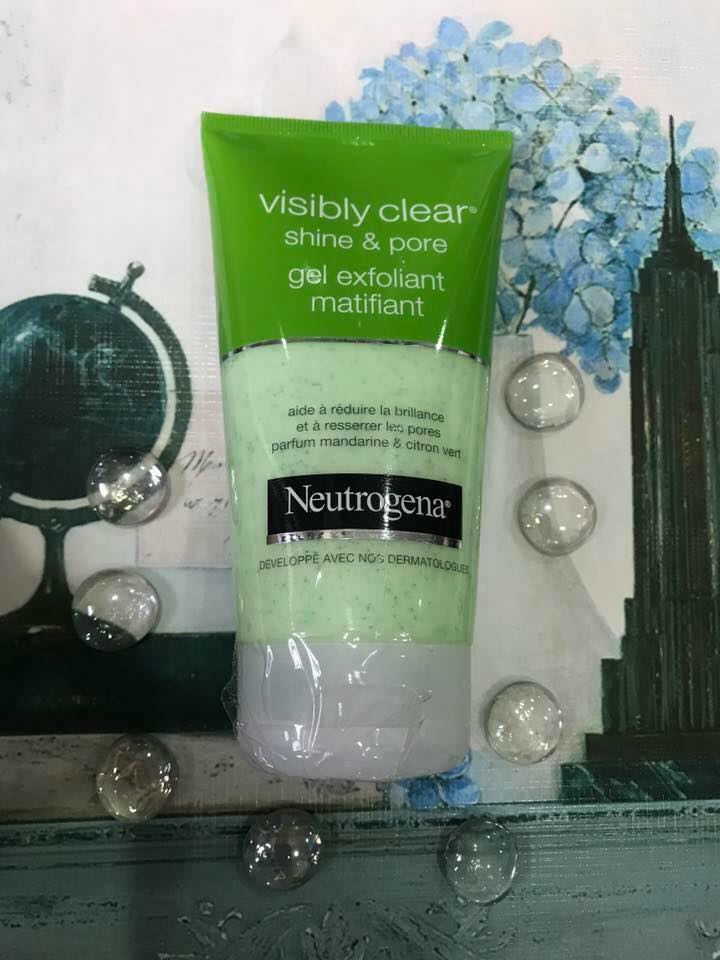 visibly clear®
shine & pore
gel exfoliant
matifiant
aide à réduire la brillance
et à resserrer les pores
parfum mandarine & citron vert
Neutrogena®
DÉVELOPPÉ AVEC NOS DERMATOLOGUES